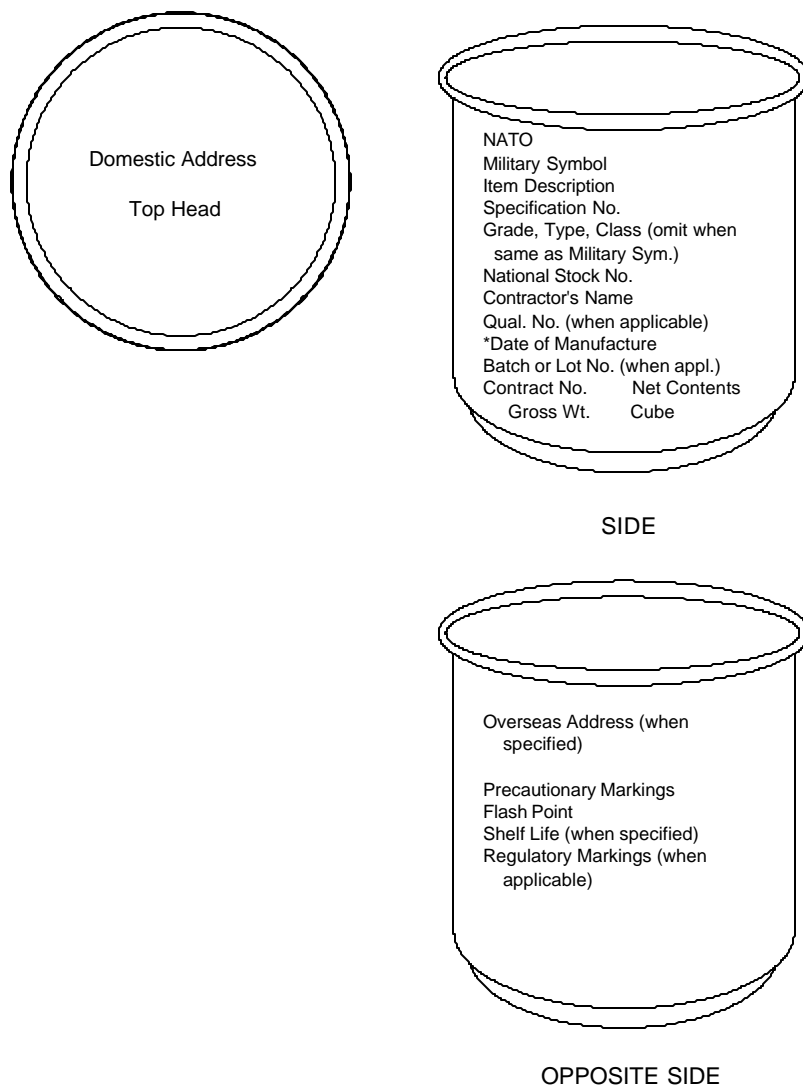 Domestic Address
Top Head
NATO
Military Symbol
Item Description
Specification No.
Grade, Type, Class (omit when
same as Military Sym.)
National Stock No.
Contractor's Name
Qual. No. (when applicable)
*Date of Manufacture
Batch or Lot No. (when appl.)
Contract No. Net Contents
Gross Wt. Cube
SIDE
Overseas Address (when
specified)
Precautionary Markings
Flash Point
Shelf Life (when specified)
Regulatory Markings (when
applicable)
OPPOSITE SIDE